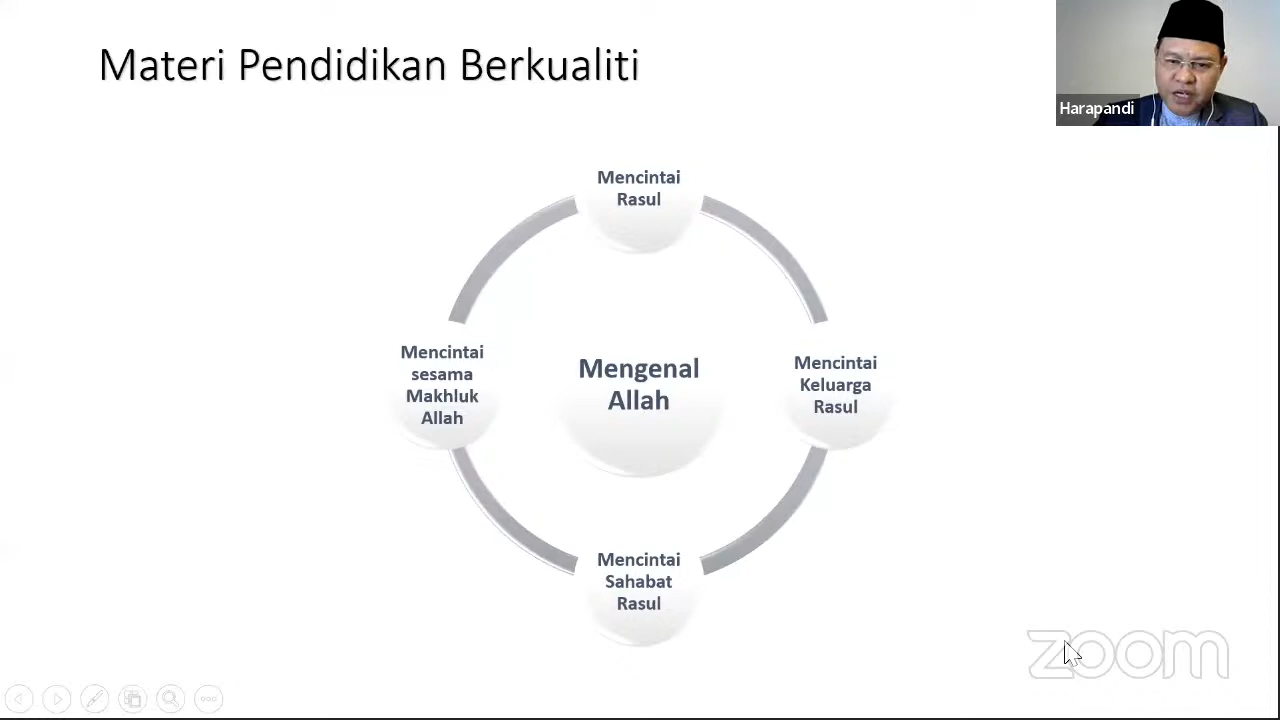 Materi Pendidikan Berkualiti
Harapandi
Mencintai
Rasul
Mencintai
sesama
Makhluk
Allah
Mengenal
Allah
Mencintai
Keluarga
Rasul
Mencintai
Sahabat
Rasul
zoom